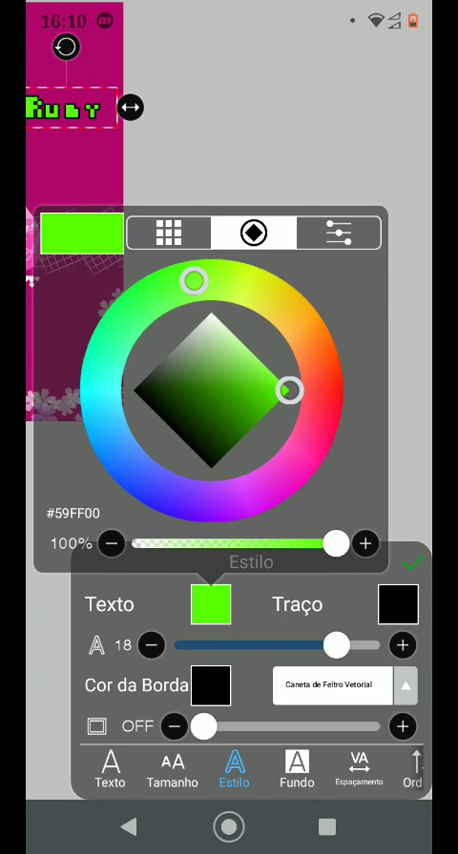 16:10
Ruby
#59FF00
100%
Estilo
Texto
Traço
18
Cor da Borda
Caneta de Feltro Vetorial
OFF
Texto
Tamanho
Estilo
Fundo
VA
Espaçamento
Ord